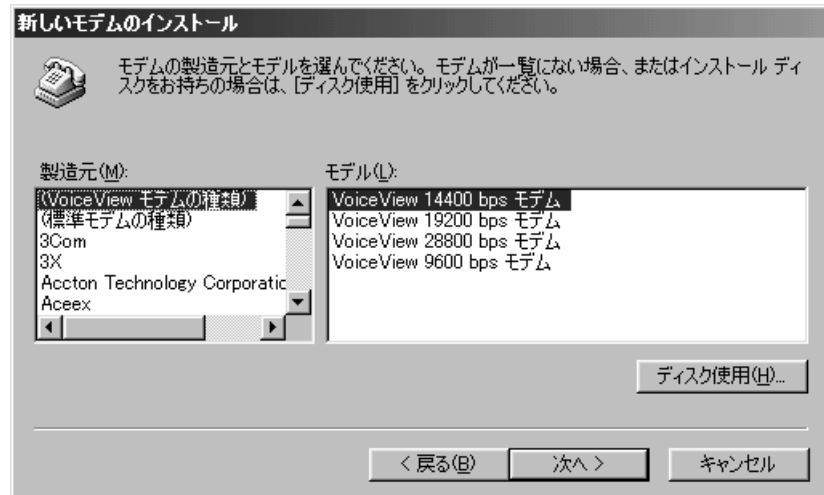 新しいモデムのインストール
モデムの製造元とモデルを選んでください。モデムが一覧にない場合、またはインストール ディ
スクをお持ちの場合は、[ディスク使用] をクリックしてください。
製造元(M):
(VoiceView モデムの種類)
(標準モデムの種類)
3Com
3X
Accton Technology Corporatic
Aceex
モデル(L):
VoiceView 14400 bps モデム
VoiceView 19200 bps モデム
VoiceView 28800 bps モデム
VoiceView 9600 bps モデム
ディスク使用(H)...
< 戻る(B)
次へ >
キャンセル